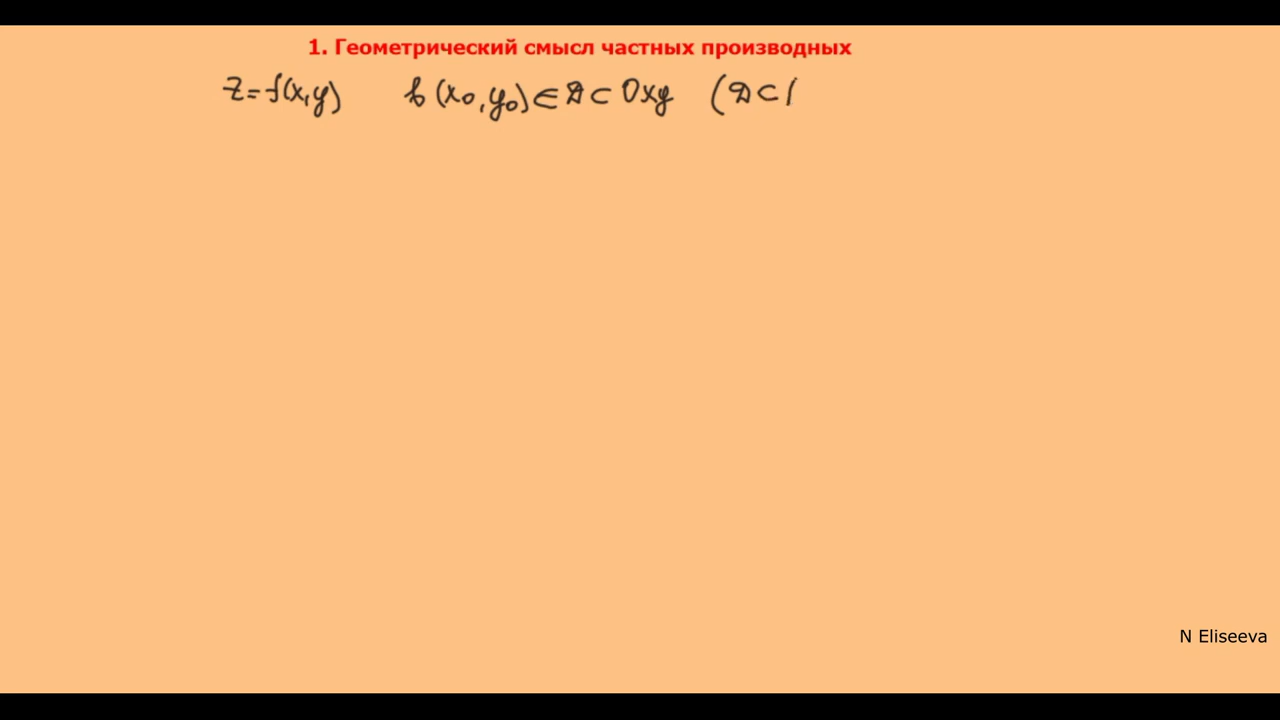 1. Геометрический смысл частных производных
z=f(x,y) в (x₀,y₀)∈D⊂Oxy (D⊂
N Eliseeva